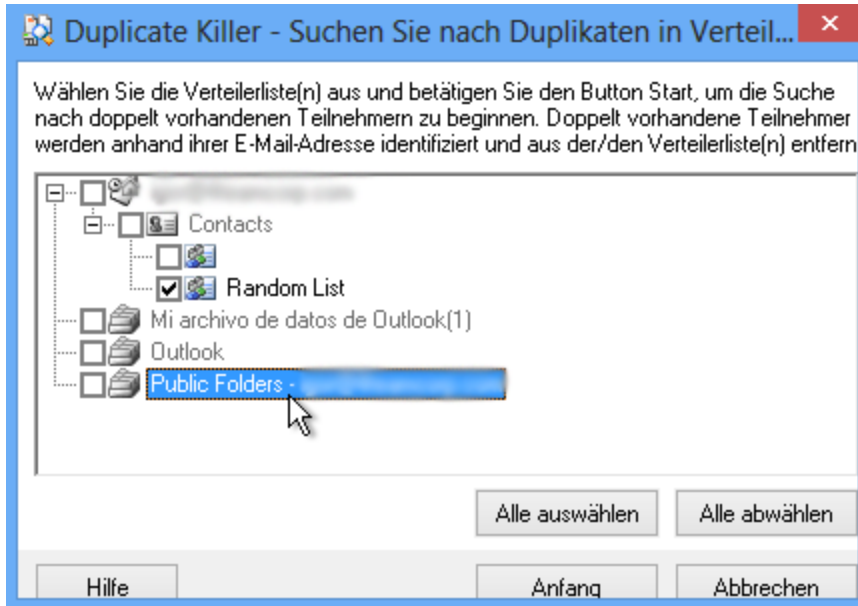 Duplicate Killer - Suchen Sie nach Duplikaten in Verteil...
Wählen Sie die Verteilerliste(n) aus und betätigen Sie den Button Start, um die Suche
nach doppelt vorhandenen Teilnehmern zu beginnen. Doppelt vorhandene Teilnehmer
werden anhand ihrer E-Mail-Adresse identifiziert und aus der/den Verteilerliste(n) entfern
Contacts
Random List
Mi archivo de datos de Outlook(1)
Outlook
Public Folders -
Alle auswählen Alle abwählen
Hilfe Anfang Abbrechen